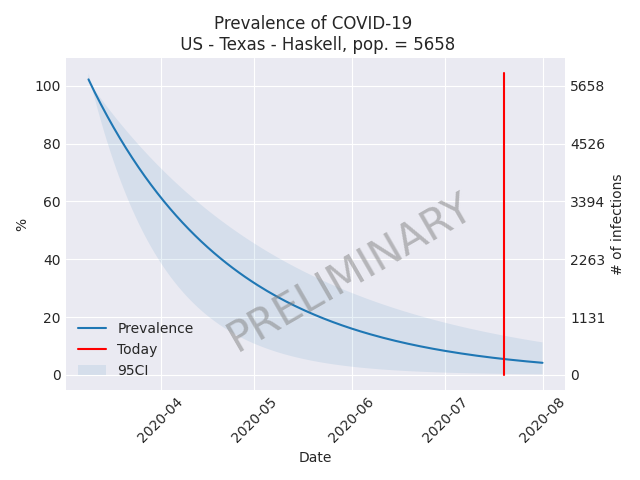 Prevalence of COVID-19
US - Texas - Haskell, pop. = 5658
100
80
60
40
20
0
%
5658
4526
3394
2263
1131
0
# of infections
PRELIMINARY
Prevalence
Today
95CI
2020-04
2020-05
2020-06
2020-07
2020-08
Date